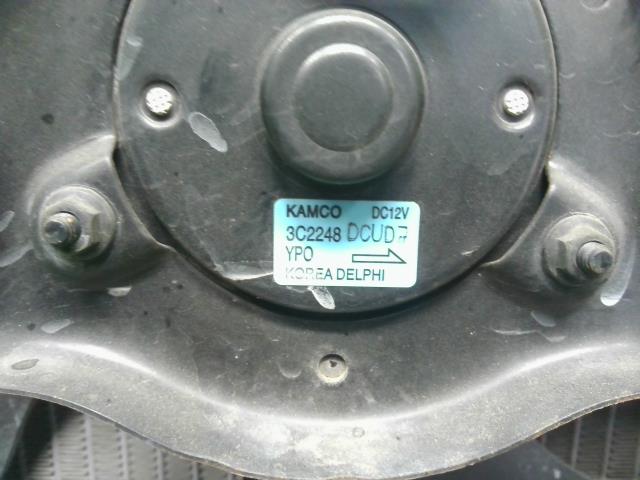 KAMCO DC12V
3C2248 DCUD
YPO
KOREA DELPHI